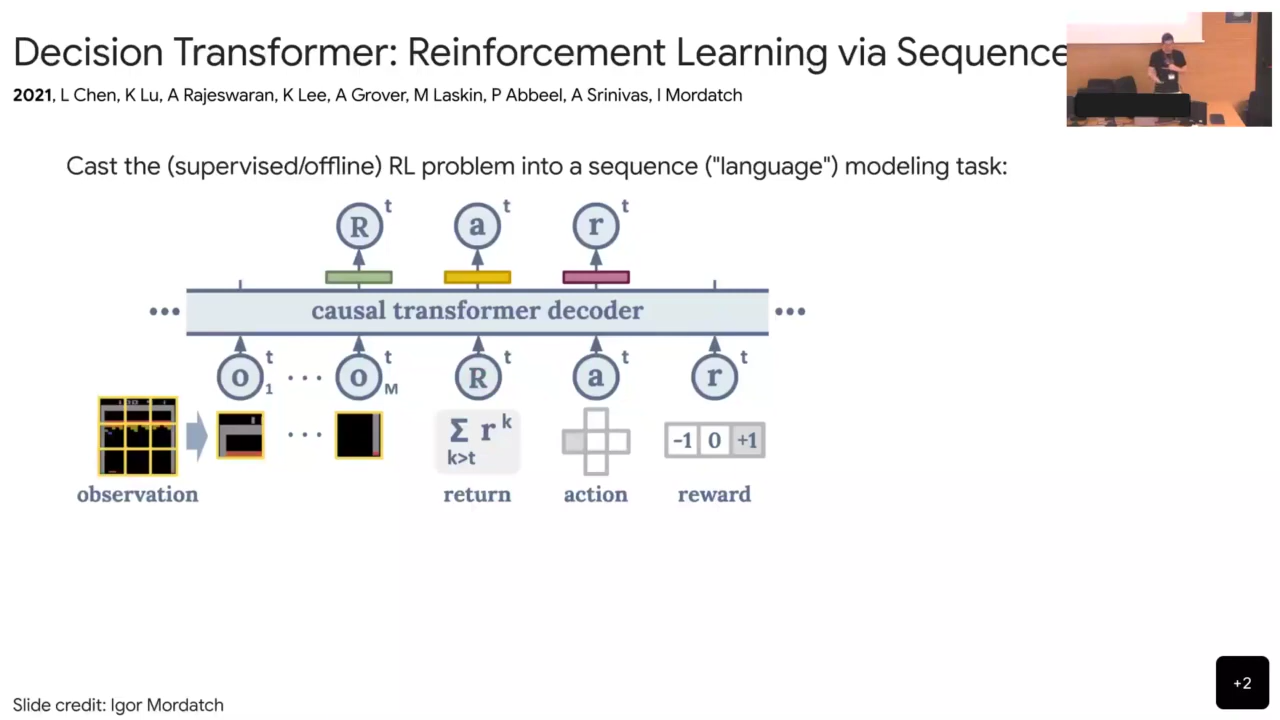 Decision Transformer: Reinforcement Learning via Sequence
2021, L Chen, K Lu, A Rajeswaran, K Lee, A Grover, M Laskin, P Abbeel, A Srinivas, I Mordatch
Cast the (supervised/offline) RL problem into a sequence ("language") modeling task:
R t a t r t
••• causal transformer decoder •••
o t 1 · · · o t M R t a t r t
Σ r k k>t -1 0 +1
· · ·
observation return action reward
+2
Slide credit: Igor Mordatch